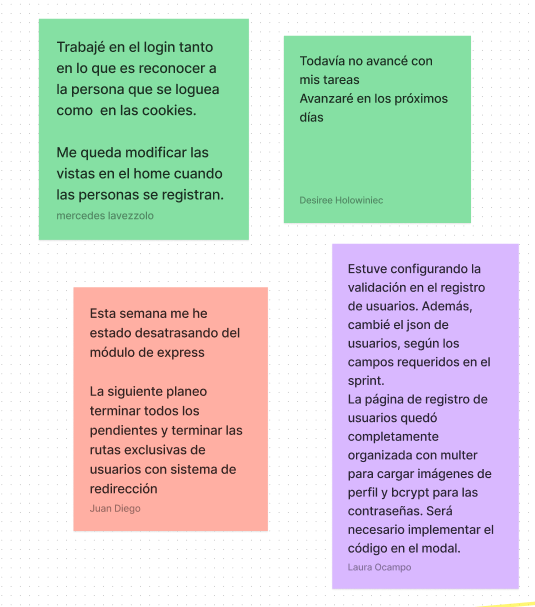 Trabajé en el login tanto
en lo que es reconocer a
la persona que se loguea
como en las cookies.
Me queda modificar las
vistas en el home cuando
las personas se registran.
mercedes lavezzolo
Todavía no avancé con
mis tareas
Avanzaré en los próximos
días
Desiree Holowiniec
Esta semana me he
estado desatrasando del
módulo de express
La siguiente planeo
terminar todos los
pendientes y terminar las
rutas exclusivas de
usuarios con sistema de
redirección
Juan Diego
Estuve configurando la
validación en el registro
de usuarios. Además,
cambié el json de
usuarios, según los
campos requeridos en el
sprint.
La página de registro de
usuarios quedó
completamente
organizada con multer
para cargar imágenes de
perfil y bcrypt para las
contraseñas. Será
necesario implementar el
código en el modal.
Laura Ocampo